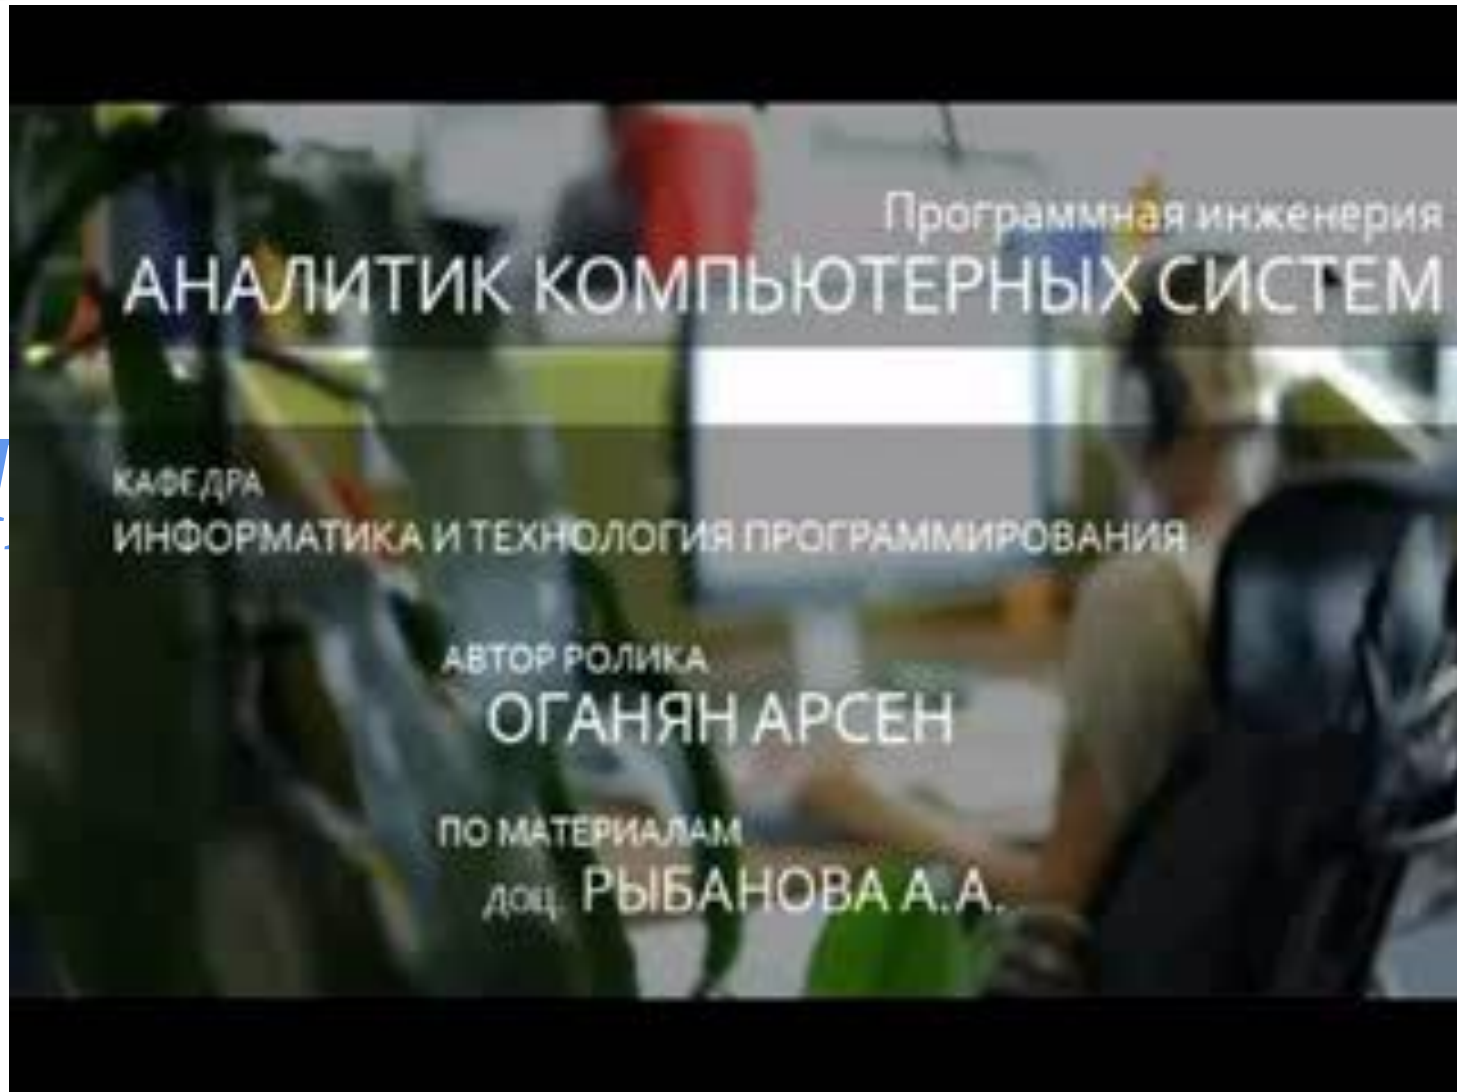 Программная инженерия
АНАЛИТИК КОМПЬЮТЕРНЫХ СИСТЕМ
КАФЕДРА
ИНФОРМАТИКА И ТЕХНОЛОГИЯ ПРОГРАММИРОВАНИЯ
АВТОР РОЛИКА
ОГАНЯН АРСЕН
ПО МАТЕРИАЛАМ
доц. РЫБАНОВА А.А.